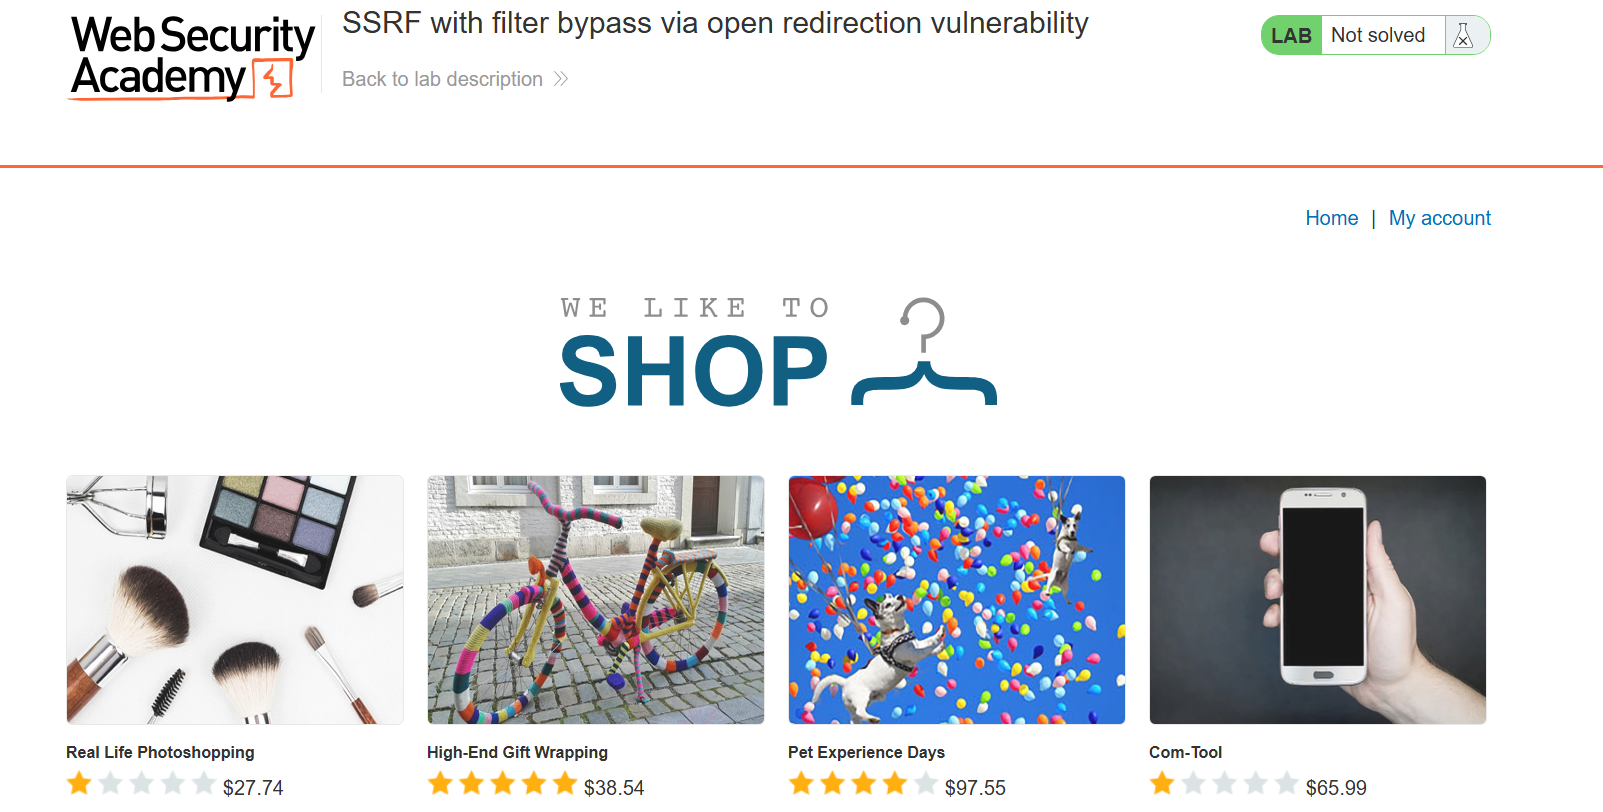 Web Security
Academy
SSRF with filter bypass via open redirection vulnerability
Back to lab description
LAB
Not solved
Home | My account
WE LIKE TO
SHOP
Real Life Photoshopping
$27.74
High-End Gift Wrapping
$38.54
Pet Experience Days
$97.55
Com-Tool
$65.99